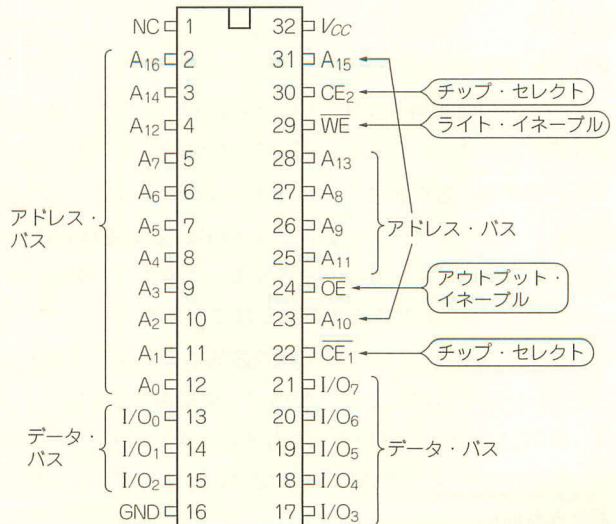 NC 1 32 VCC
A16 2 31 A15
A14 3 30 CE2 チップ・セレクト
A12 4 29 W̅E̅ ライト・イネーブル
A7 5 28 A13
A6 6 27 A8
アドレス・
バス
A5 7 26 A9 アドレス・バス
A4 8 25 A11
A3 9 24 O̅E̅ アウトプット・
イネーブル
A2 10 23 A10
A1 11 22 C̅E̅1 チップ・セレクト
A0 12 21 I/O7
データ・
バス
I/O0 13 20 I/O6
I/O1 14 19 I/O5 データ・バス
I/O2 15 18 I/O4
GND 16 17 I/O3